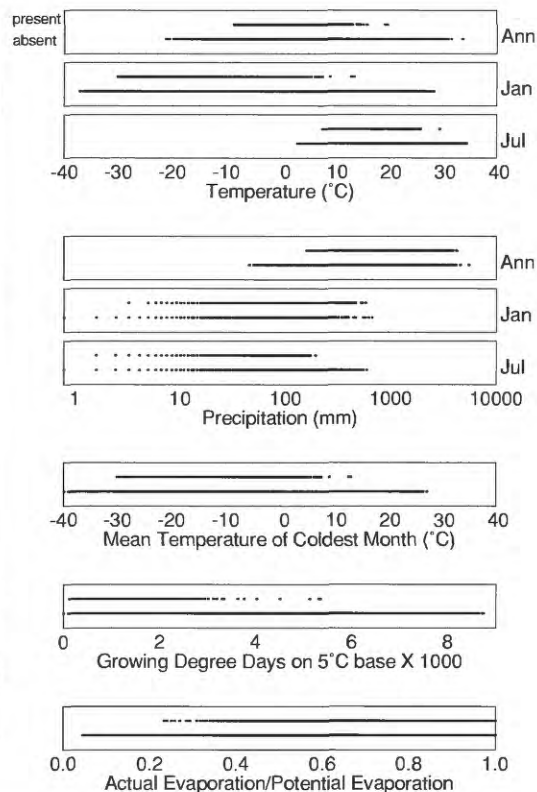 present
absent
Ann
Jan
Jul
-40 -30 -20 -10 0 10 20 30 40
Temperature (˚C)
Ann
Jan
Jul
1 10 100 1000 10000
Precipitation (mm)
-40 -30 -20 -10 0 10 20 30 40
Mean Temperature of Coldest Month (˚C)
0 2 4 6 8
Growing Degree Days on 5˚C base X 1000
0.0 0.2 0.4 0.6 0.8 1.0
Actual Evaporation/Potential Evaporation